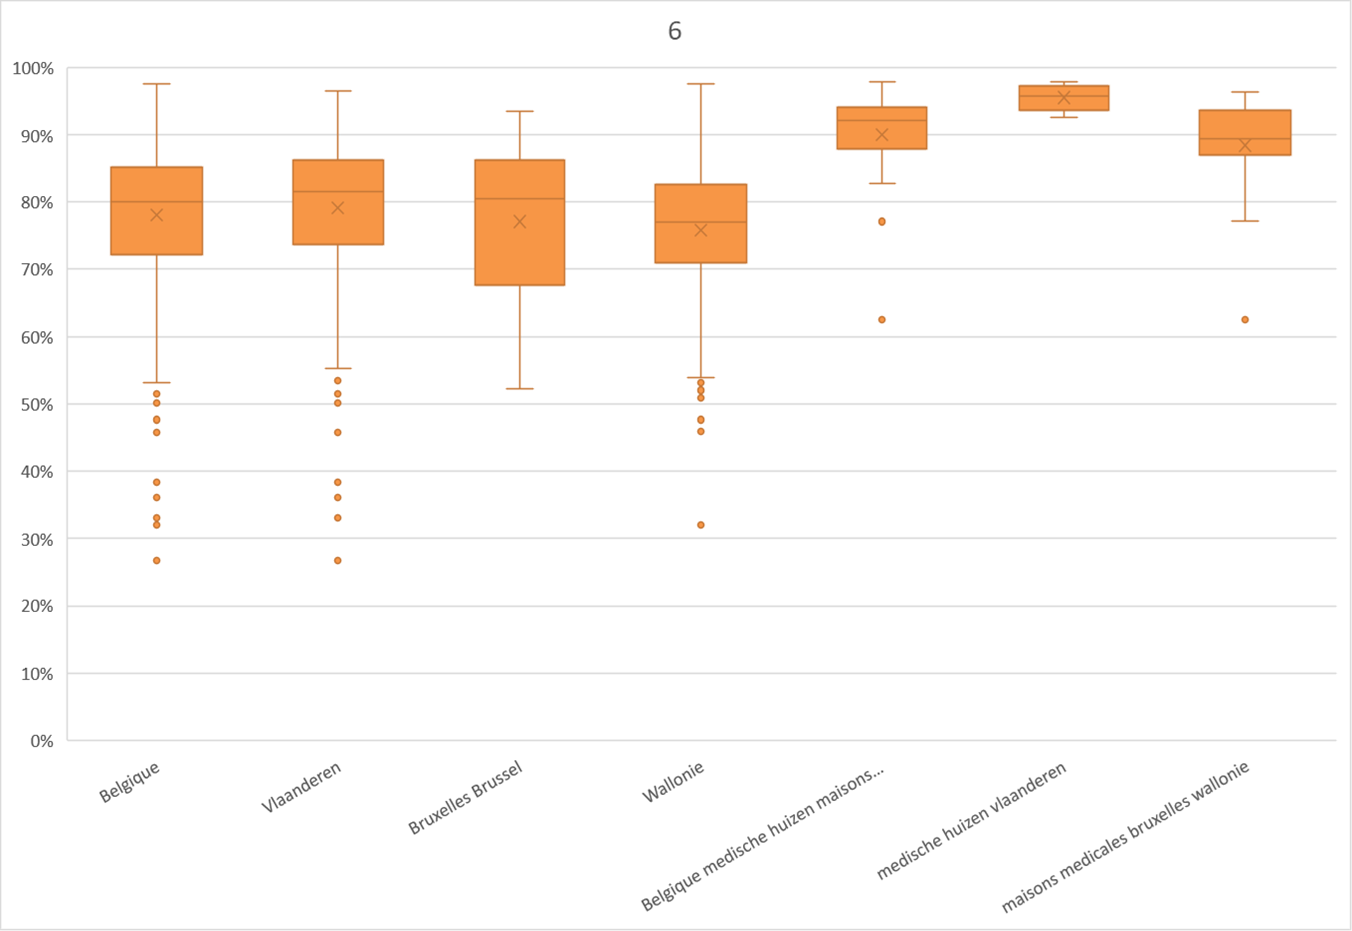 6
100%
90%
80%
70%
60%
50%
40%
30%
20%
10%
0%
Belgique
Vlaanderen
Bruxelles Brussel
Wallonie
Belgique medische huizen maisons...
medische huizen vlaanderen
maisons medicales bruxelles wallonie